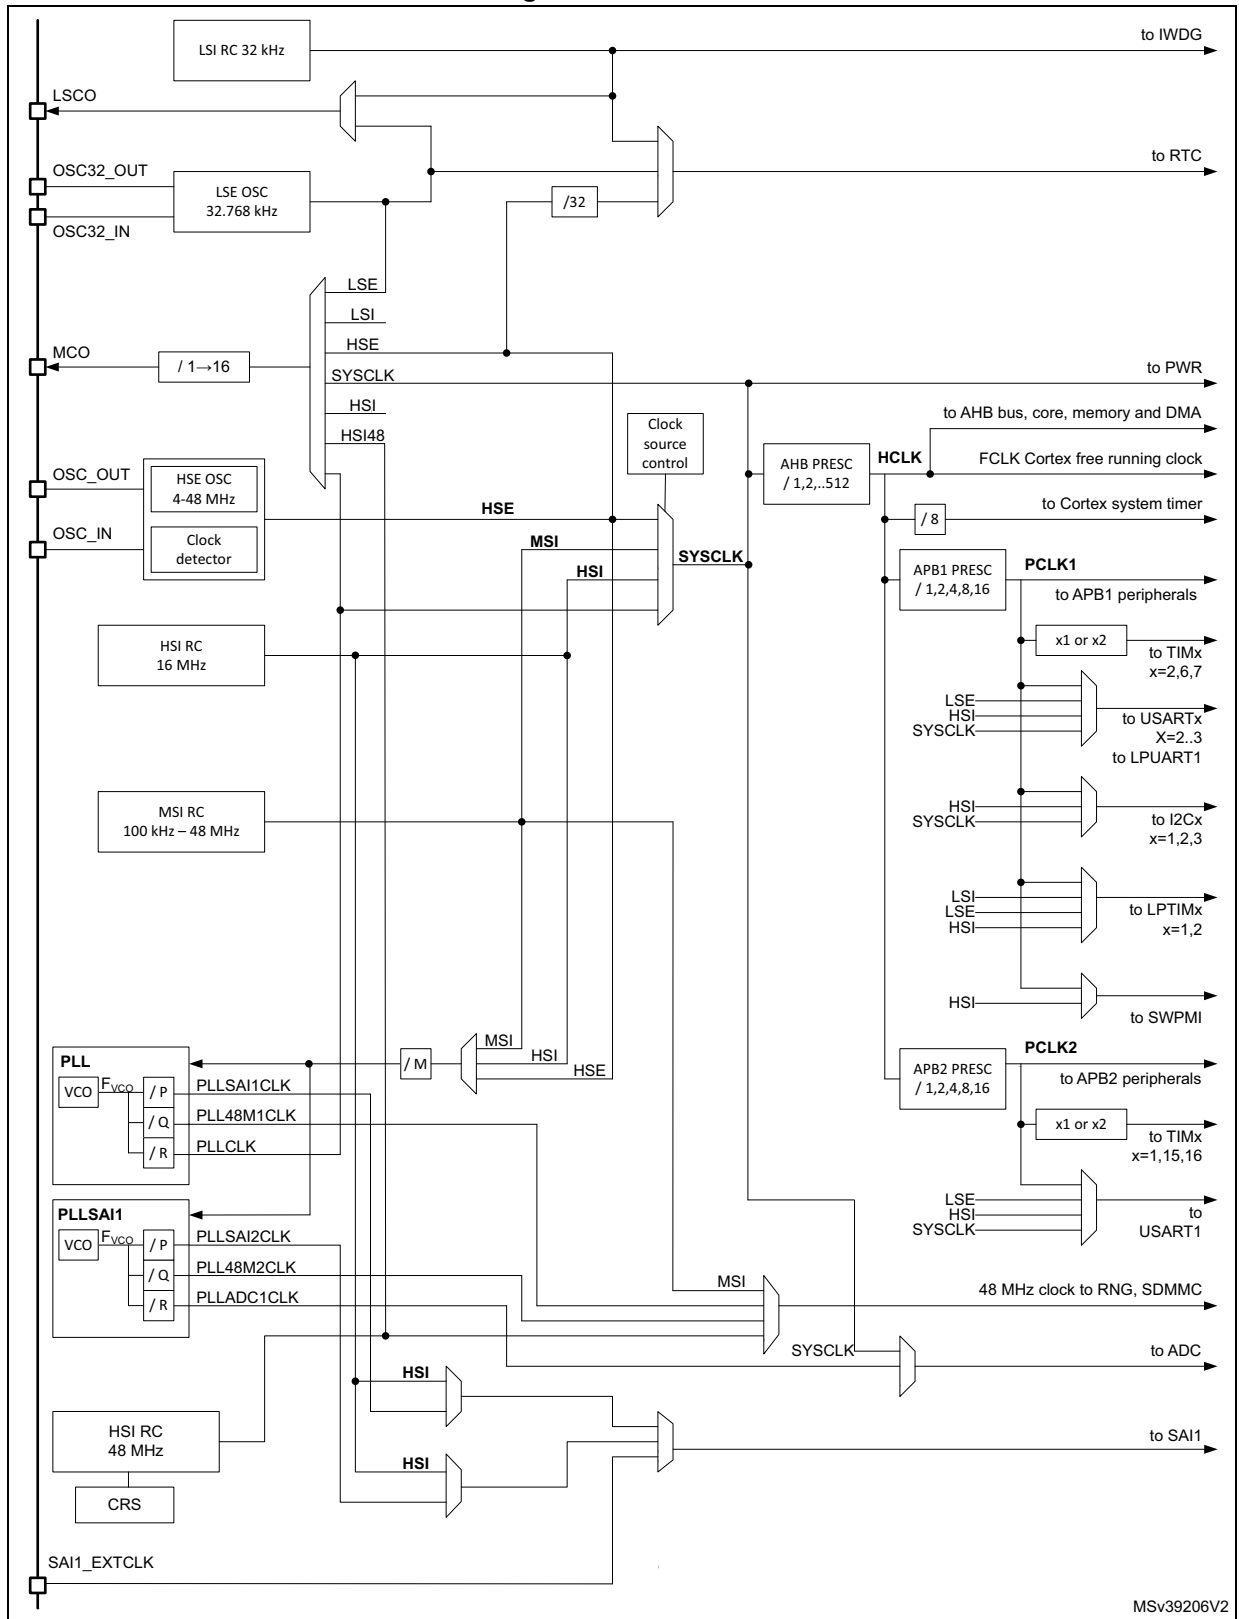 LSI RC 32 kHz
to IWDG
LSCO
OSC32_OUT
to RTC
LSE OSC
32.768 kHz
/32
OSC32_IN
LSE
LSI
MCO
HSE
/ 1→16
SYSCLK
to PWR
HSI
HSI48
Clock
source
control
to AHB bus, core, memory and DMA
OSC_OUT
HSE OSC
4-48 MHz
AHB PRESC
/ 1,2,..512
HCLK
FCLK Cortex free running clock
HSE
to Cortex system timer
/ 8
OSC_IN
Clock
detector
MSI
HSI
SYSCLK
APB1 PRESC
/ 1,2,4,8,16
PCLK1
to APB1 peripherals
HSI RC
16 MHz
x1 or x2
to TIMx
x=2,6,7
LSE
HSI
SYSCLK
to USARTx
X=2..3
to LPUART1
MSI RC
100 kHz – 48 MHz
HSI
SYSCLK
to I2Cx
x=1,2,3
LSI
LSE
HSI
to LPTIMx
x=1,2
HSI
to SWPMI
MSI
HSI
HSE
/ M
PLL
VCO
FVCO
/ P
PLLSAI1CLK
/ Q
PLL48M1CLK
/ R
PLLCLK
APB2 PRESC
/ 1,2,4,8,16
PCLK2
to APB2 peripherals
x1 or x2
to TIMx
x=1,15,16
LSE
HSI
SYSCLK
to
USART1
PLLSAI1
VCO
FVCO
/ P
PLLSAI2CLK
/ Q
PLL48M2CLK
/ R
PLLADC1CLK
MSI
48 MHz clock to RNG, SDMMC
SYSCLK
to ADC
HSI
HSI RC
48 MHz
to SAI1
HSI
CRS
SAI1_EXTCLK
MSv39206V2